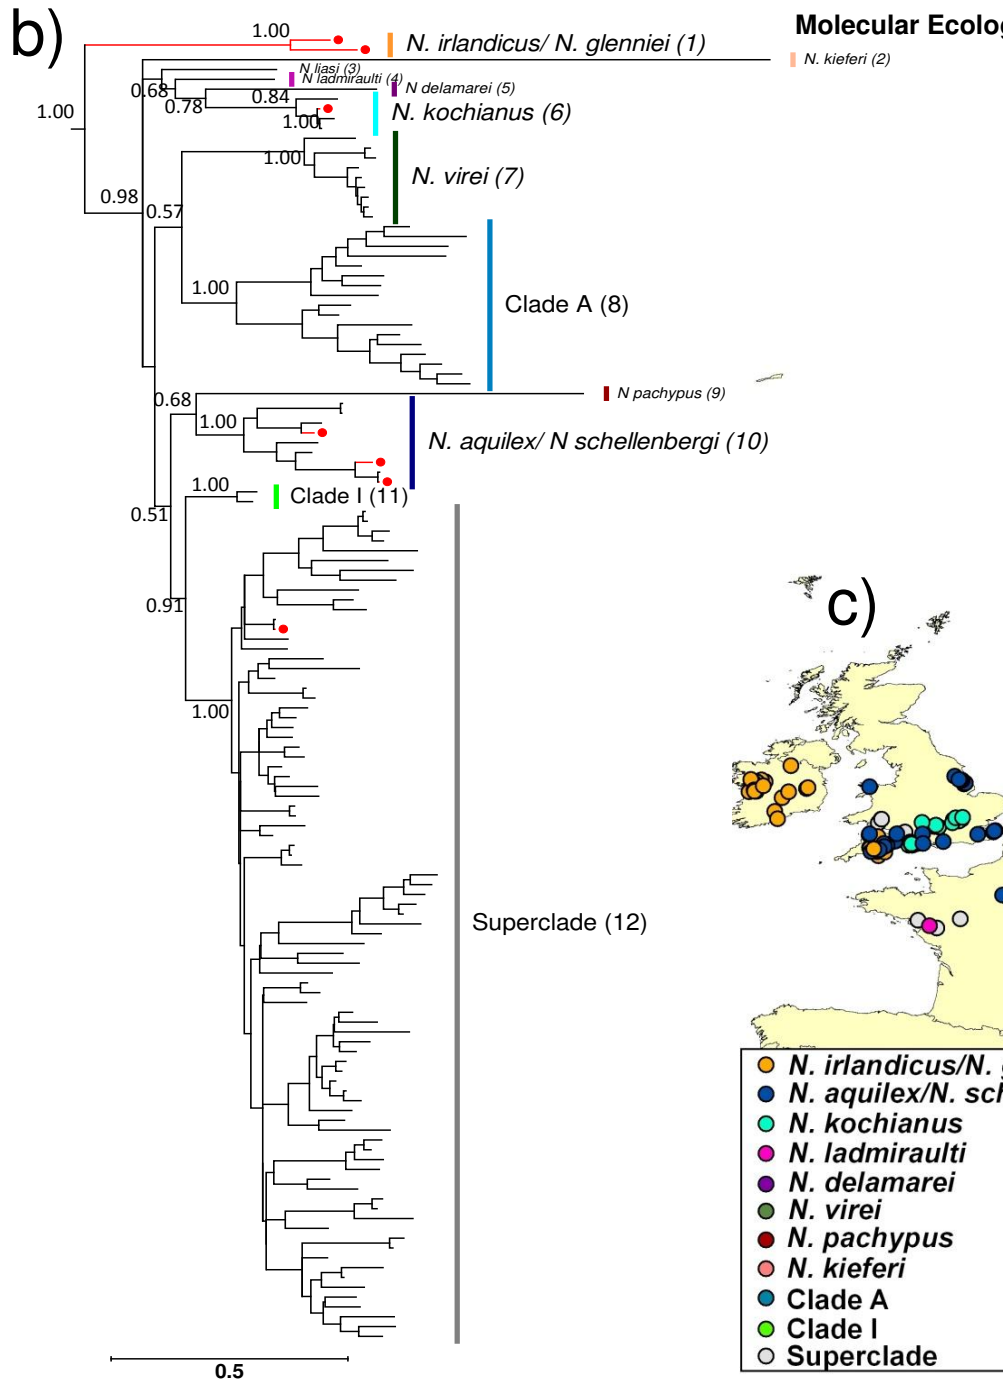 b)
Molecular Ecolog
1.00
N. irlandicus/ N. glenniei (1)
N. kieferi (2)
N liasi (3)
N ladmiraulti (4)
0.68
N delamarei (5)
0.78
0.84
1.00
N. kochianus (6)
1.00
1.00
N. virei (7)
0.98
0.57
1.00
Clade A (8)
0.68
N pachypus (9)
1.00
N. aquilex/ N schellenbergi (10)
1.00
Clade I (11)
0.51
0.91
1.00
Superclade (12)
0.5
c)
N. irlandicus/N. g
N. aquilex/N. sch
N. kochianus
N. ladmiraulti
N. delamarei
N. virei
N. pachypus
N. kieferi
Clade A
Clade I
Superclade